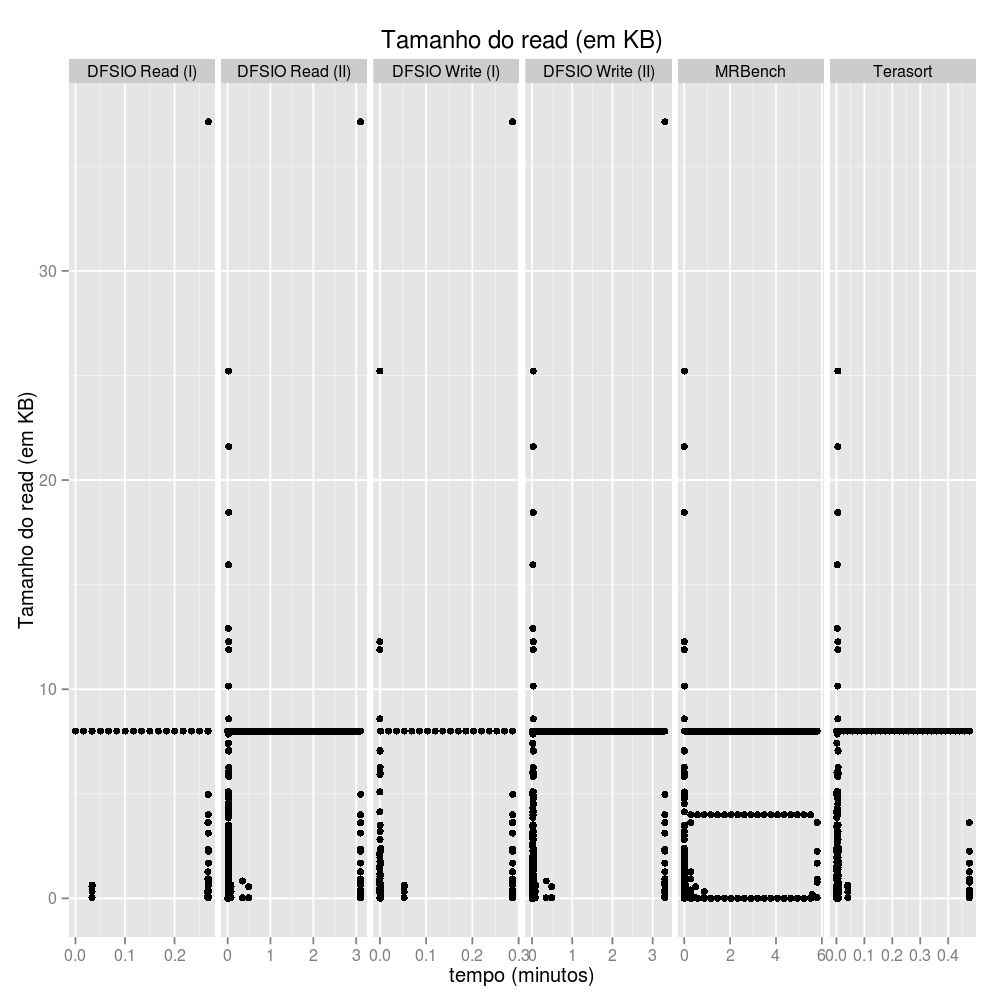 Tamanho do read (em KB)
DFSIO Read (I) DFSIO Read (II) DFSIO Write (I) DFSIO Write (II) MRBench Terasort
Tamanho do read (em KB)
30
20
10
0
0.0 0.1 0.2 0 1 2 3 0.0 0.1 0.2 0.3 0 1 2 3 0 2 4 6 0.0 0.1 0.2 0.3 0.4
tempo (minutos)